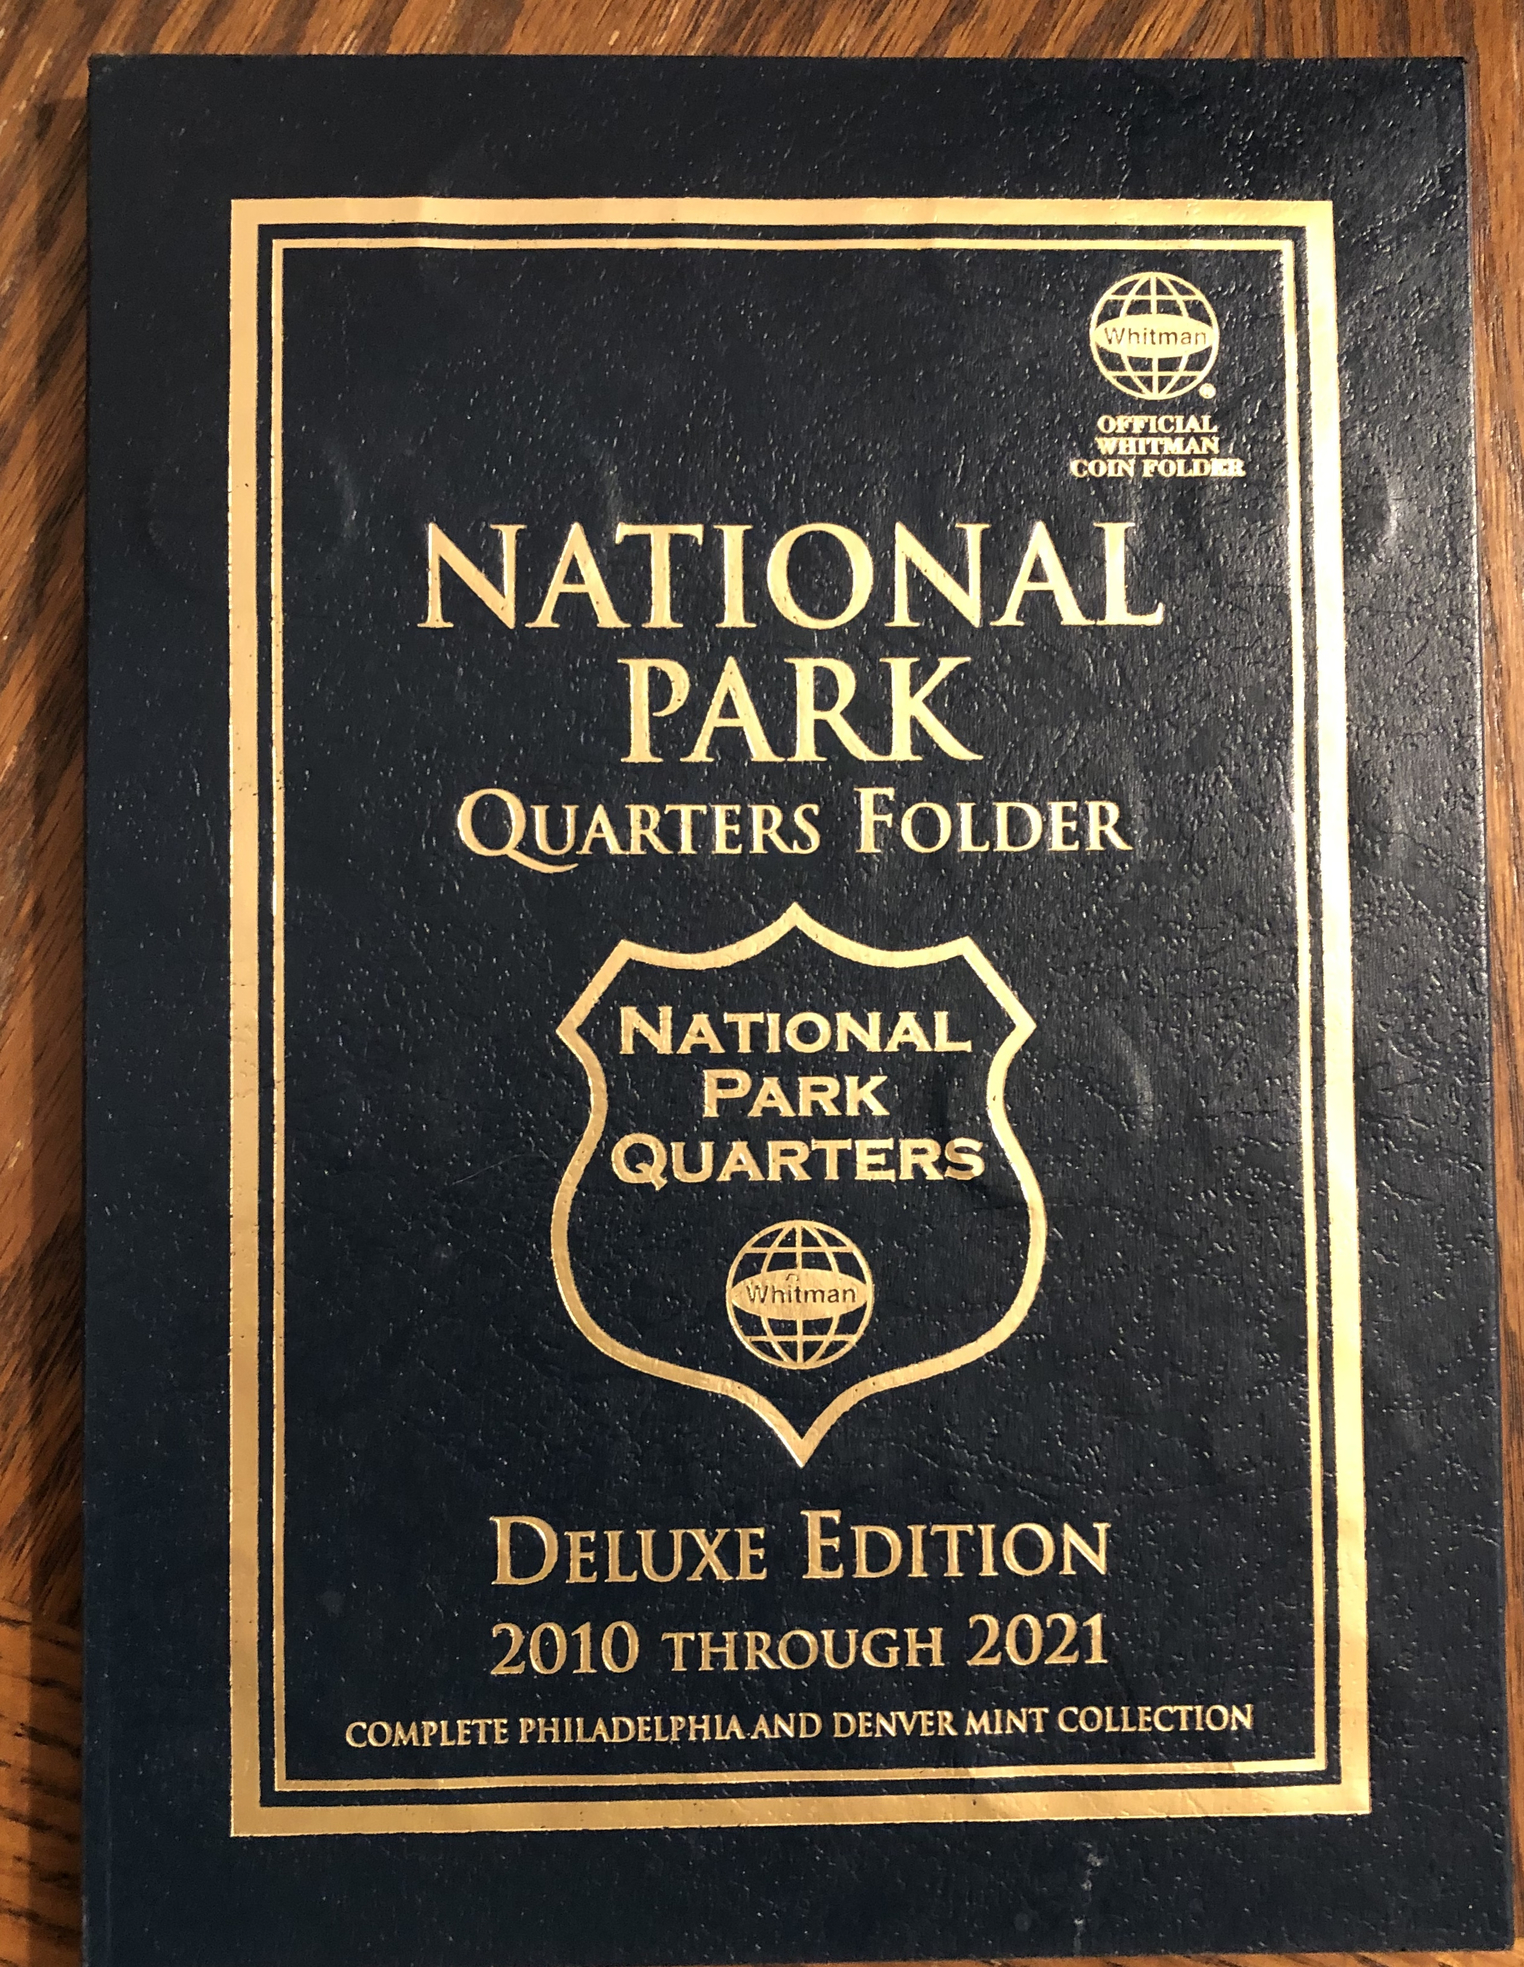 Whitman
OFFICIAL
WHITMAN
COIN FOLDER
NATIONAL
PARK
QUARTERS FOLDER
NATIONAL
PARK
QUARTERS
Whitman
DELUXE EDITION
2010 THROUGH 2021
COMPLETE PHILADELPHIA AND DENVER MINT COLLECTION